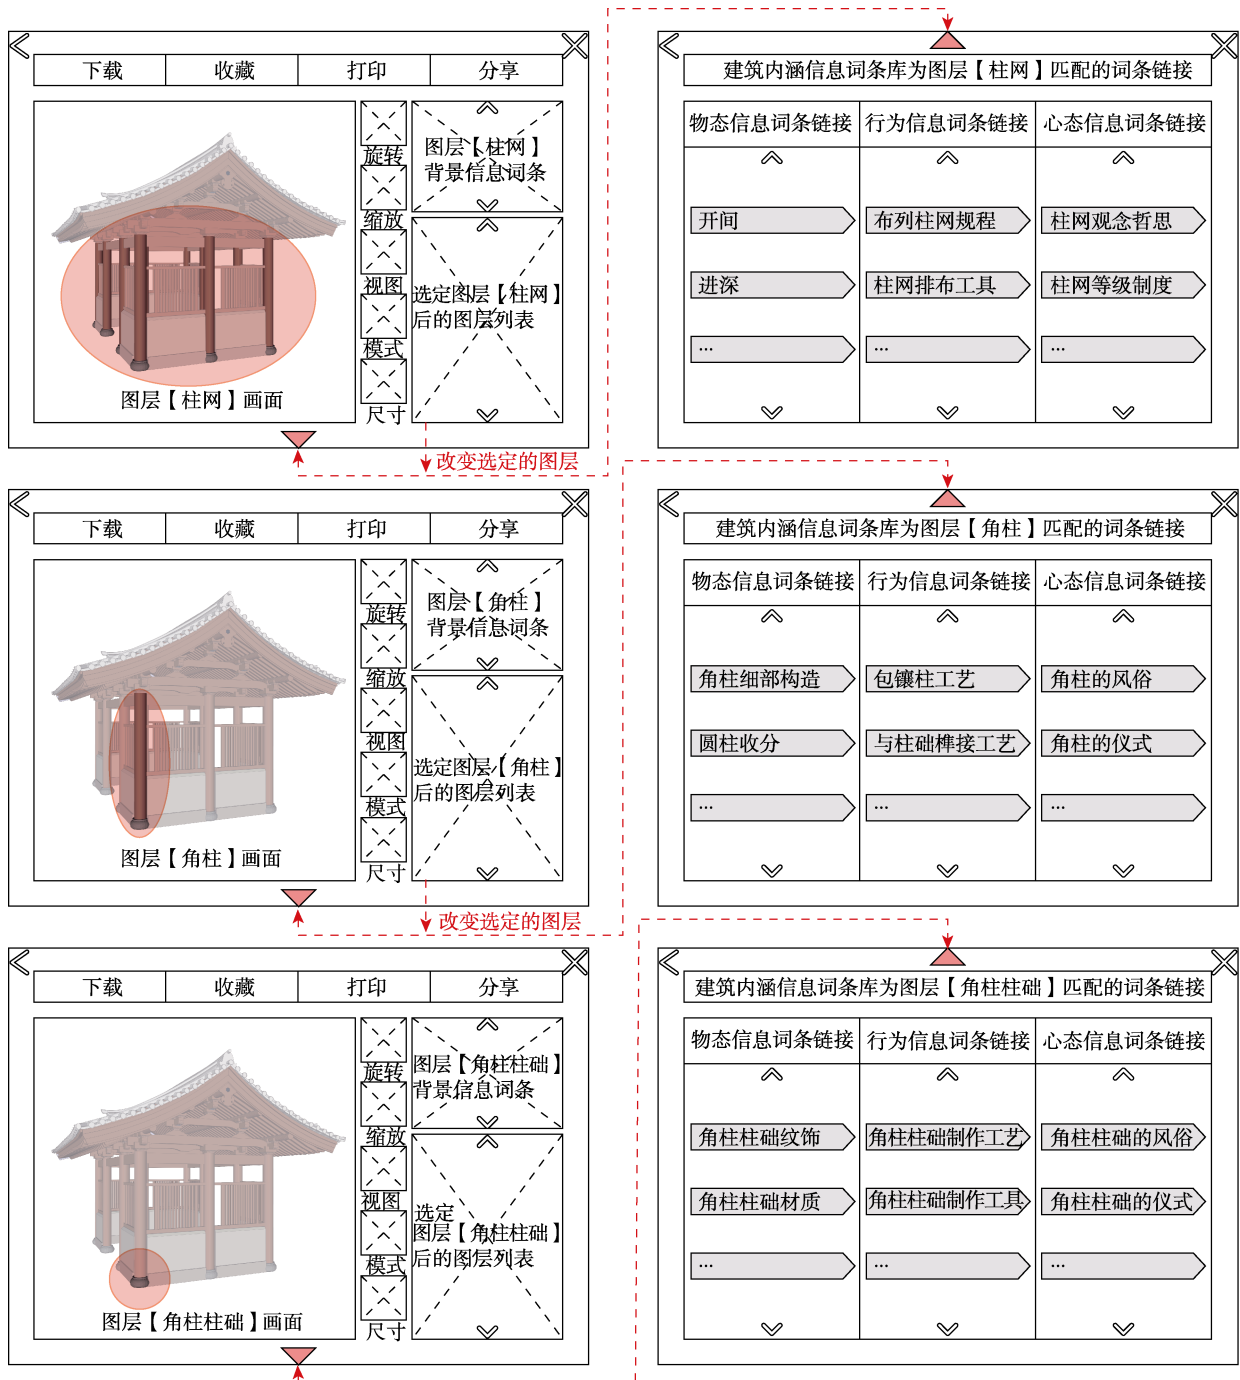 下载 收藏 打印 分享
旋转
缩放
视图
模式
尺寸
图层【柱网】
背景信息词条
选定图层【柱网】
后的图层列表
图层【柱网】画面
改变选定的图层
建筑内涵信息词条库为图层【柱网】匹配的词条链接
物态信息词条链接 行为信息词条链接 心态信息词条链接
开间 布列柱网规程 柱网观念哲思
进深 柱网排布工具 柱网等级制度
... ... ...
下载 收藏 打印 分享
旋转
缩放
视图
模式
尺寸
图层【角柱】
背景信息词条
选定图层【角柱】
后的图层列表
图层【角柱】画面
改变选定的图层
建筑内涵信息词条库为图层【角柱】匹配的词条链接
物态信息词条链接 行为信息词条链接 心态信息词条链接
角柱细部构造 包镶柱工艺 角柱的风俗
圆柱收分 与柱础榫接工艺 角柱的仪式
... ... ...
下载 收藏 打印 分享
旋转
缩放
视图
模式
尺寸
图层【角柱柱础】
背景信息词条
选定
图层【角柱柱础】
后的图层列表
图层【角柱柱础】画面
建筑内涵信息词条库为图层【角柱柱础】匹配的词条链接
物态信息词条链接 行为信息词条链接 心态信息词条链接
角柱柱础纹饰 角柱柱础制作工艺 角柱柱础的风俗
角柱柱础材质 角柱柱础制作工具 角柱柱础的仪式
... ... ...